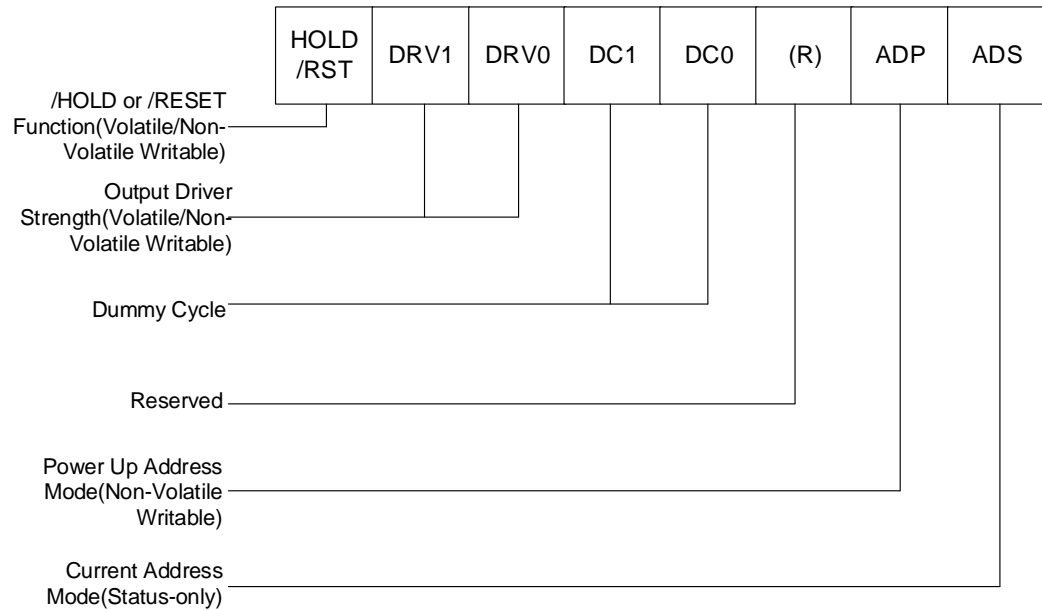 HOLD
/RST
DRV1
DRV0
DC1
DC0
(R)
ADP
ADS
/HOLD or /RESET
Function(Volatile/Non-
Volatile Writable)
Output Driver
Strength(Volatile/Non-
Volatile Writable)
Dummy Cycle
Reserved
Power Up Address
Mode(Non-Volatile
Writable)
Current Address
Mode(Status-only)